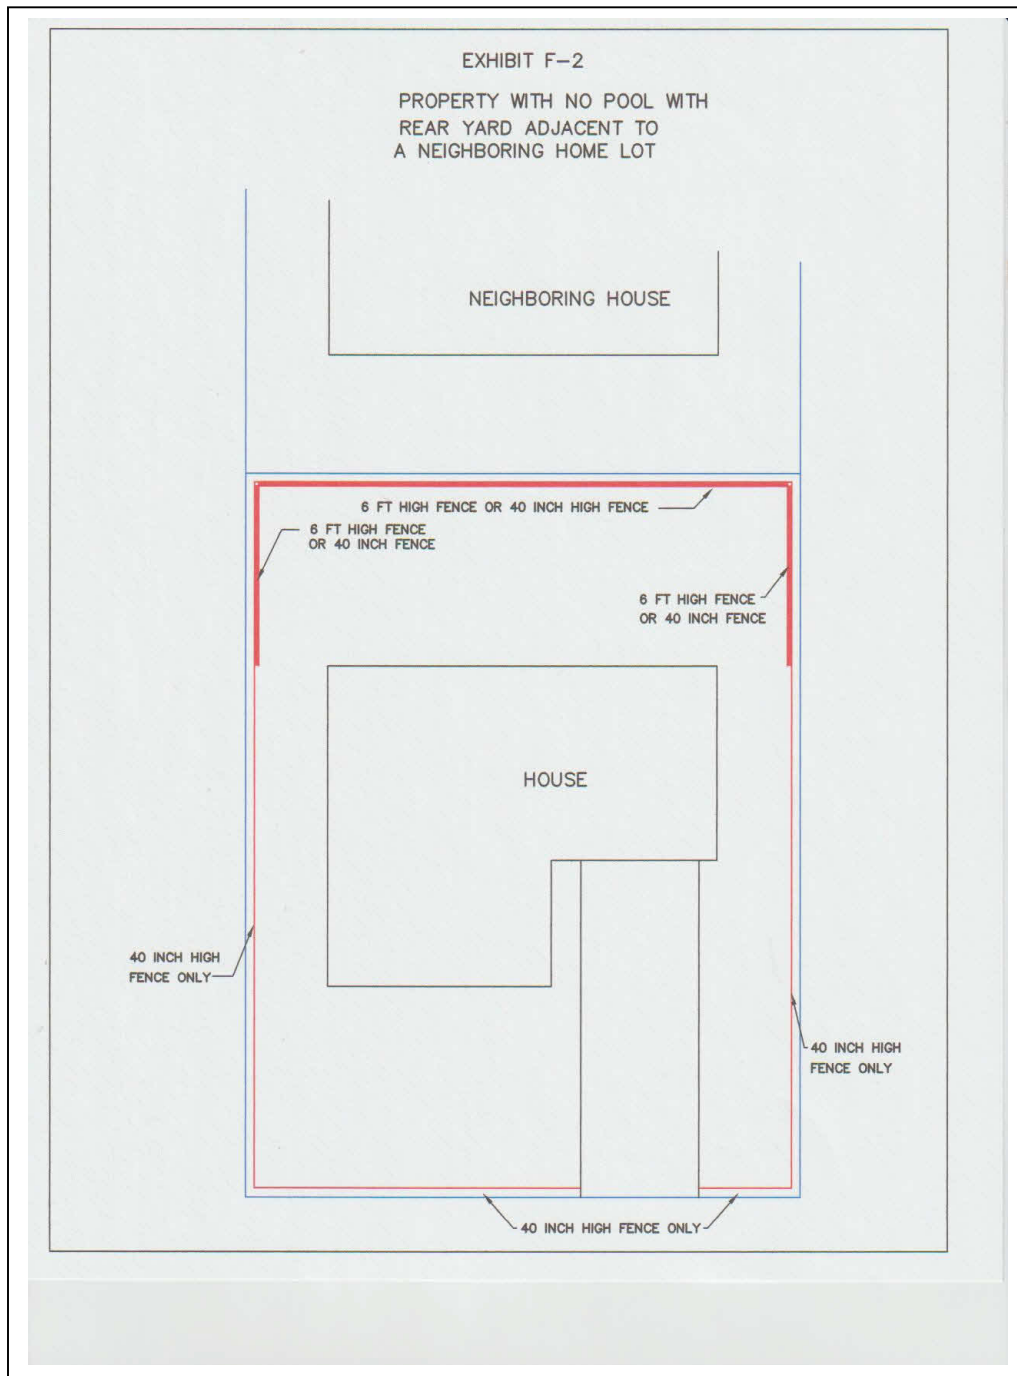 EXHIBIT F-2
PROPERTY WITH NO POOL WITH
REAR YARD ADJACENT TO
A NEIGHBORING HOME LOT
NEIGHBORING HOUSE
6 FT HIGH FENCE OR 40 INCH HIGH FENCE
6 FT HIGH FENCE
OR 40 INCH FENCE
6 FT HIGH FENCE
OR 40 INCH FENCE
HOUSE
40 INCH HIGH
FENCE ONLY
40 INCH HIGH
FENCE ONLY
40 INCH HIGH FENCE ONLY